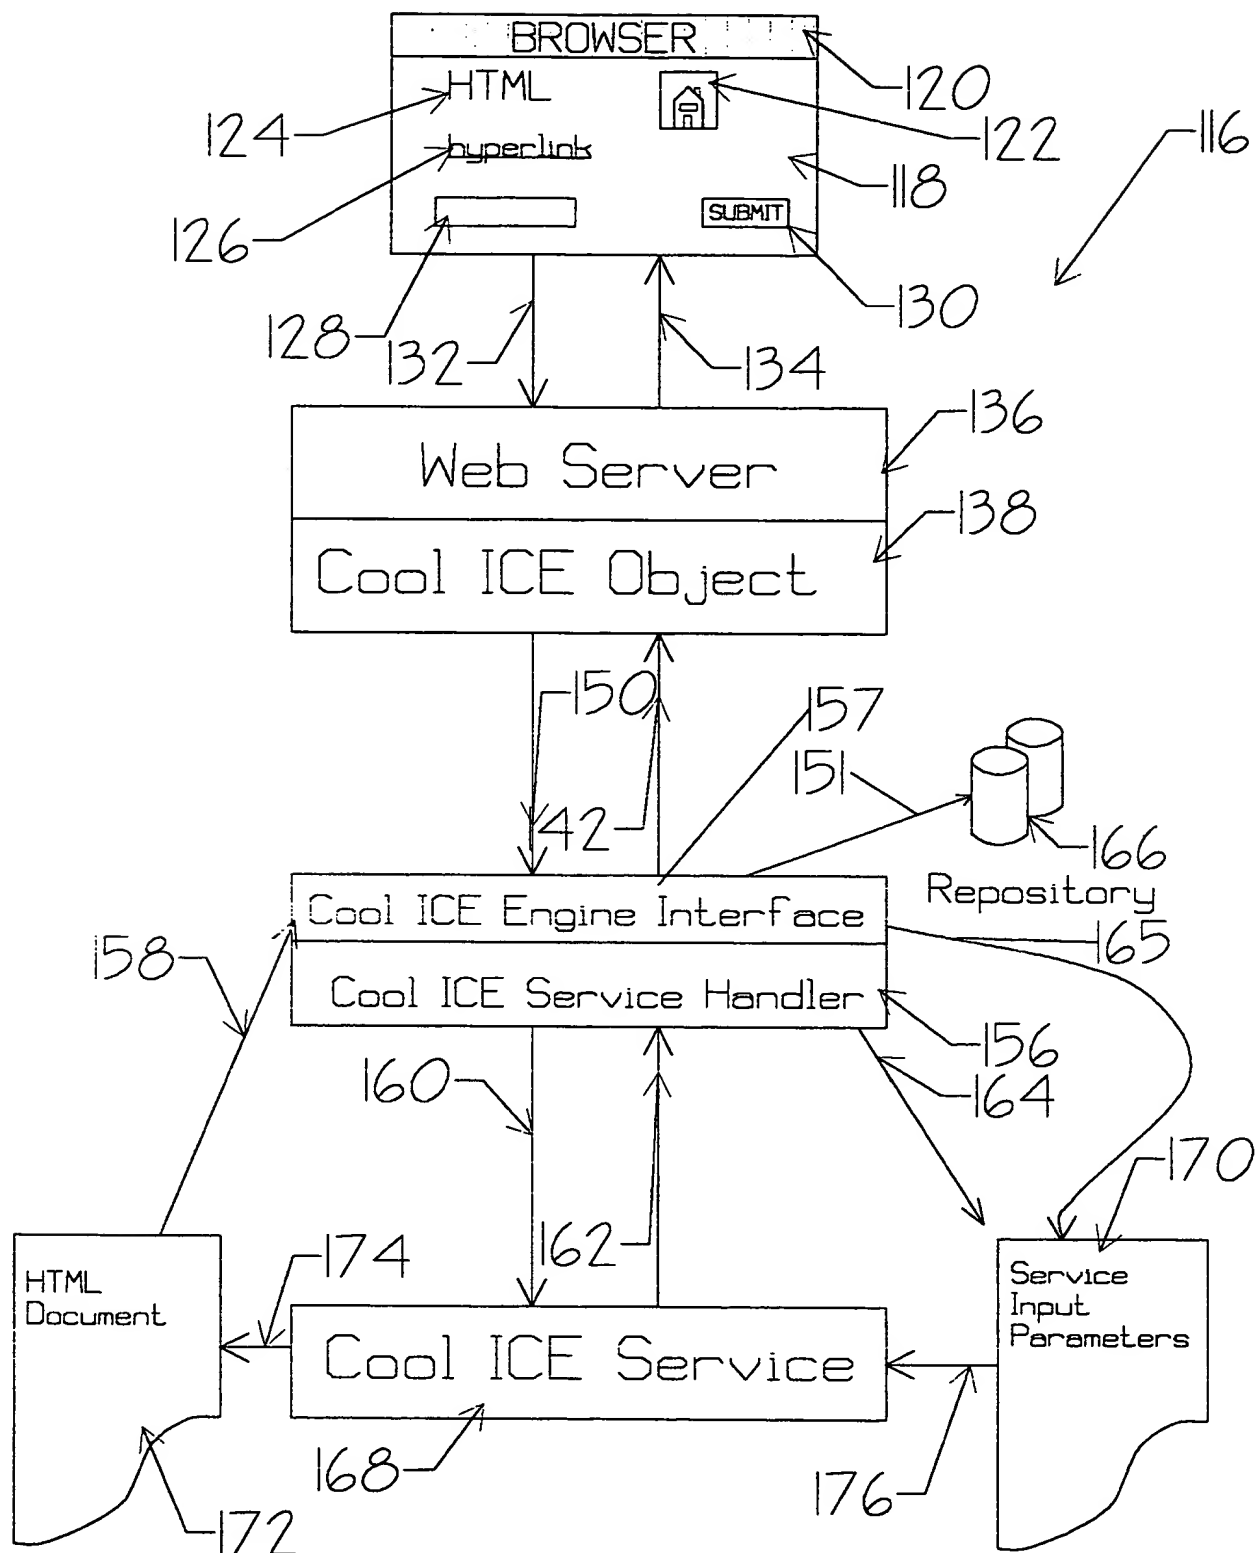 BROWSER
HTML
120
124
122
116
hyperlink
118
SUBMIT
126
130
128
132
134
136
Web Server
138
Cool ICE Object
150
157
151
142
166
Repository
Cool ICE Engine Interface
165
158
Cool ICE Service Handler
156
160
164
170
162
174
HTML
Document
Service
Input
Parameters
Cool ICE Service
168
176
172